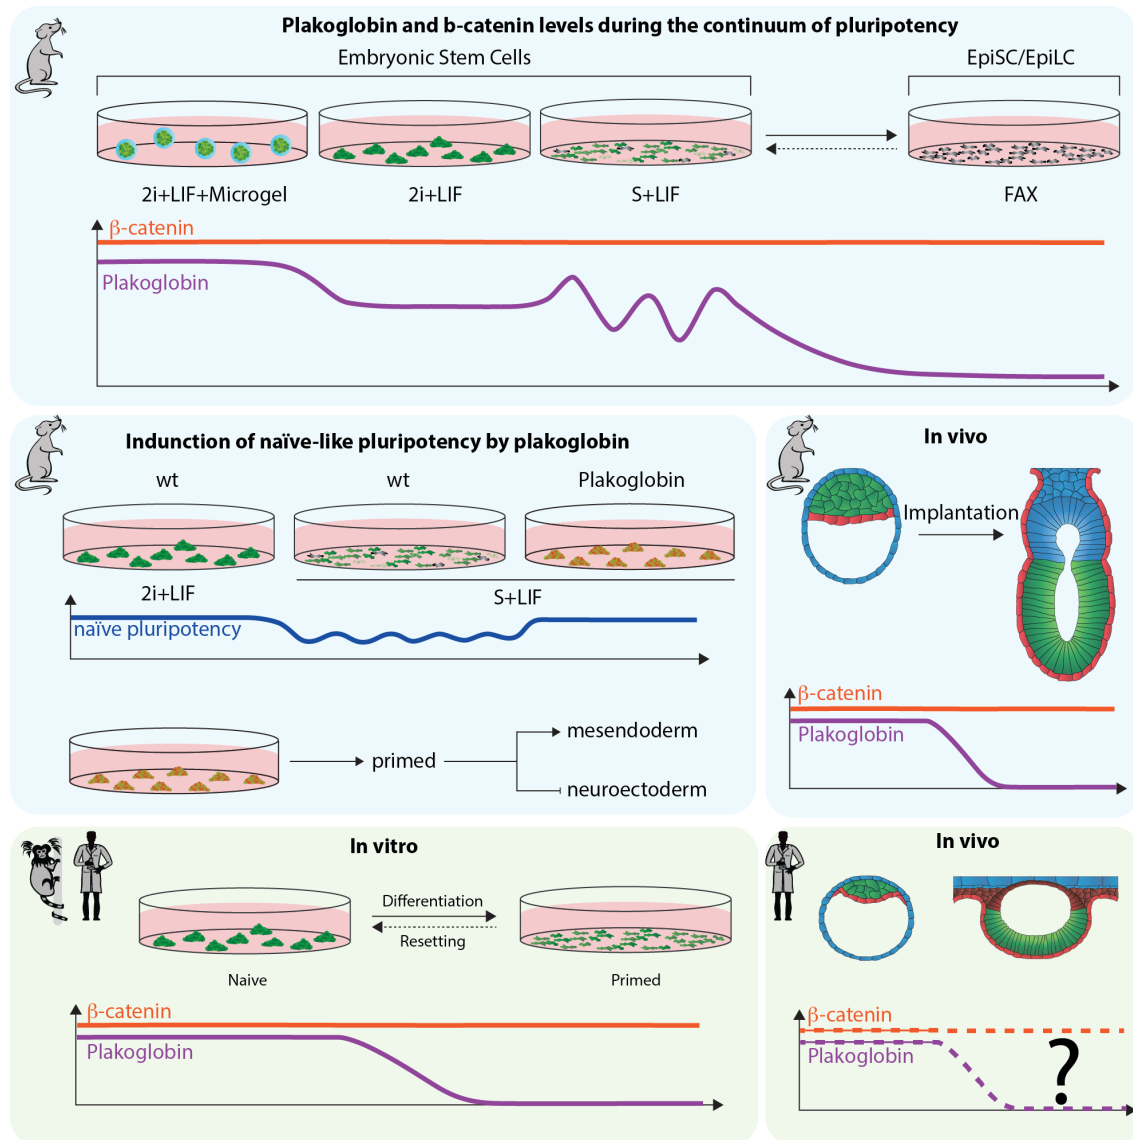 Plakoglobin and b-catenin levels during the continuum of pluripotency
Embryonic Stem Cells
EpiSC/EpiLC
2i+LIF+Microgel
2i+LIF
S+LIF
FAX
β-catenin
Plakoglobin
Indunction of naïve-like pluripotency by plakoglobin
wt
wt
Plakoglobin
2i+LIF
S+LIF
naïve pluripotency
primed
mesendoderm
neuroectoderm
In vivo
Implantation
β-catenin
Plakoglobin
In vitro
Differentiation
Resetting
Naive
Primed
β-catenin
Plakoglobin
In vivo
β-catenin
Plakoglobin
?